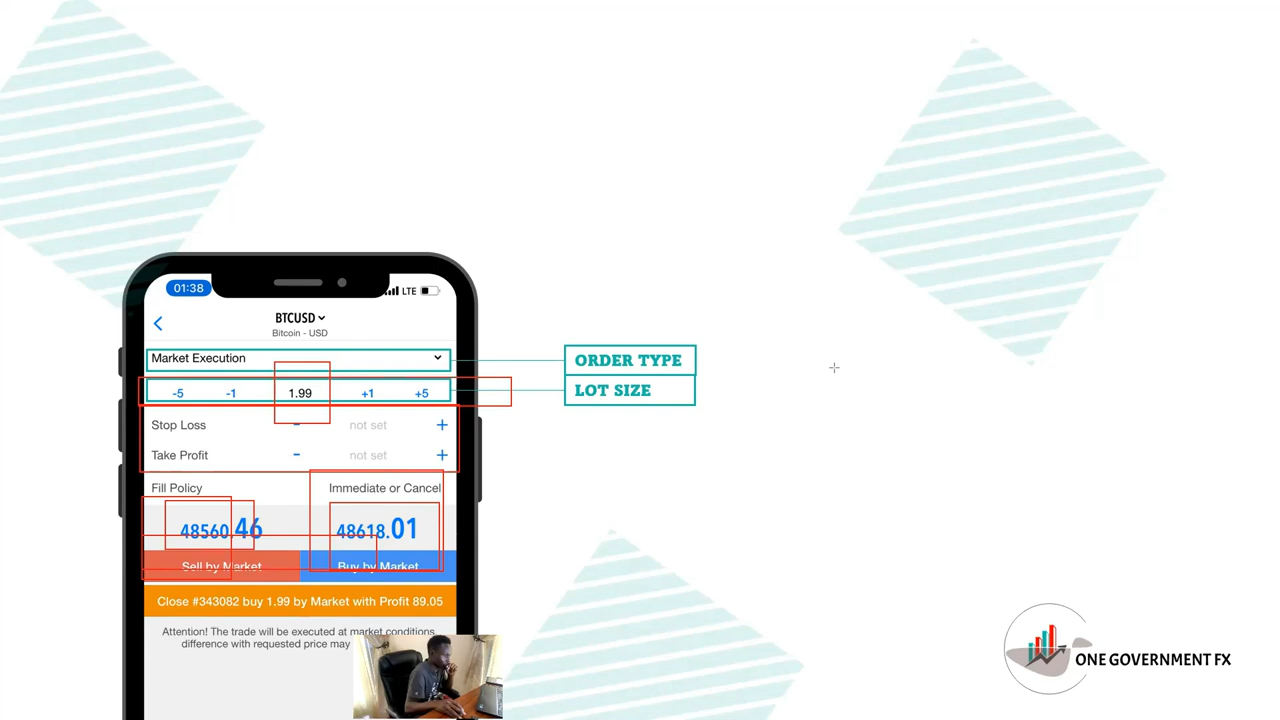 01:38
LTE
BTCUSD
Bitcoin - USD
Market Execution
ORDER TYPE
-5 -1 1.99 +1 +5
LOT SIZE
Stop Loss - not set +
Take Profit - not set +
Fill Policy Immediate or Cancel
48560.46 48618.01
Sell by Market Buy by Market
Close #343082 buy 1.99 by Market with Profit 89.05
Attention! The trade will be executed at market conditions,
difference with requested price may
ONE GOVERNMENT FX